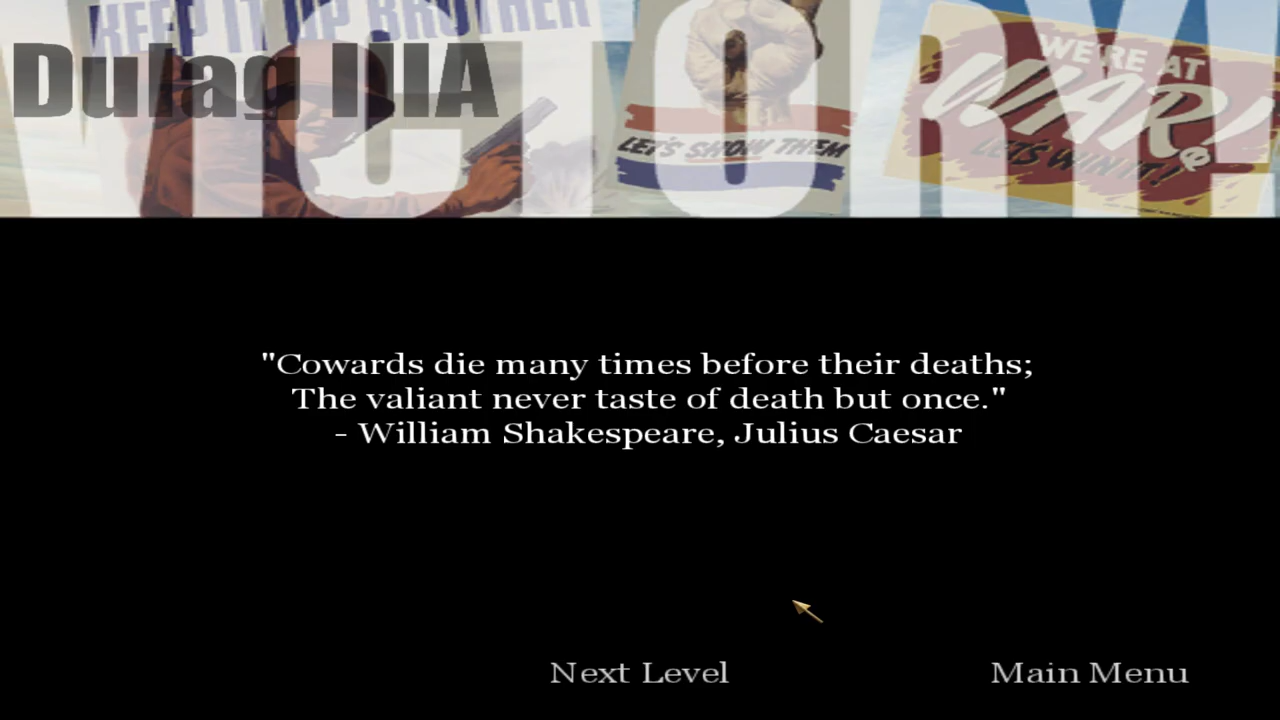 KEEP IT UP BROTHER
VICTORY
Dulag IIIA
LET'S SHOW THEM
WE'RE AT
WAR!
LET'S WIN IT!
"Cowards die many times before their deaths;
The valiant never taste of death but once."
- William Shakespeare, Julius Caesar
Next Level
Main Menu